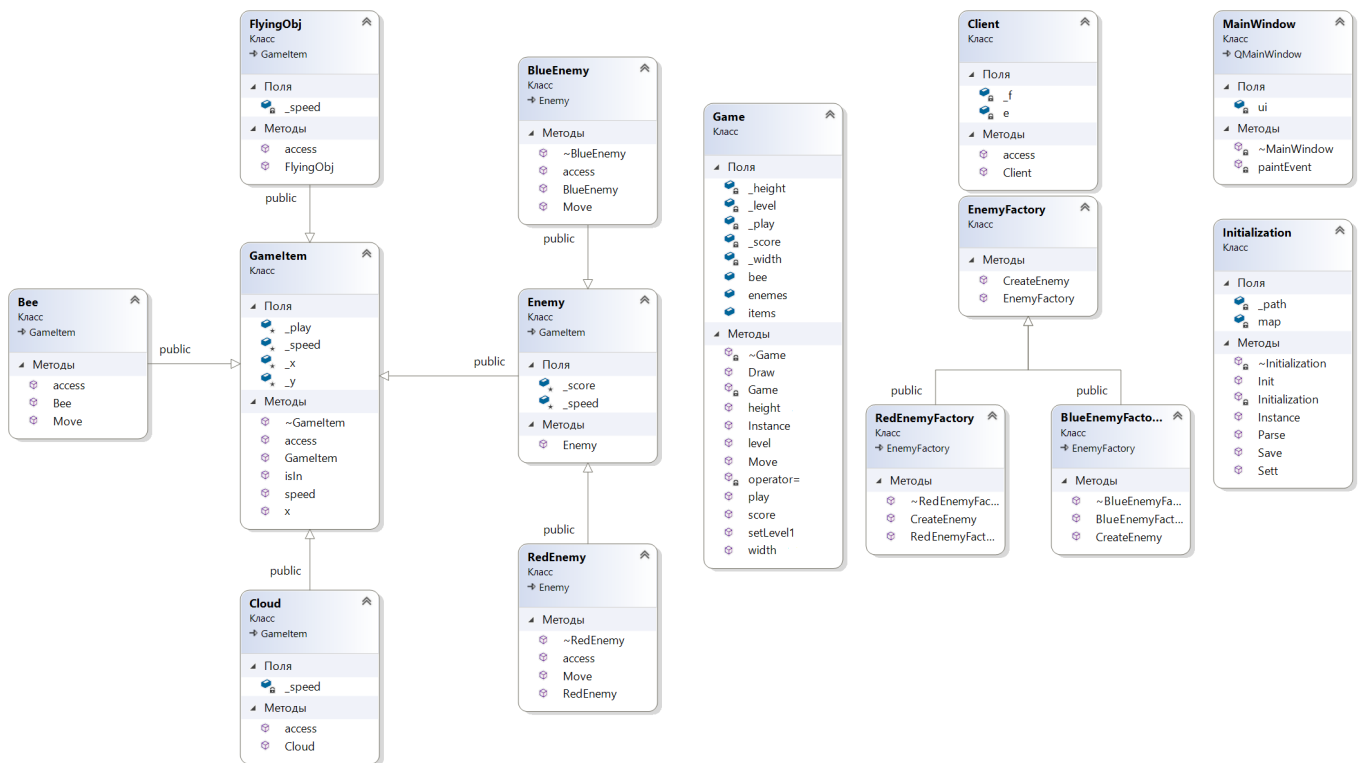 FlyingObj
Класс
GameItem
Поля
_speed
Методы
access
FlyingObj
public
GameItem
Класс
Поля
_play
_speed
_x
_y
Методы
~GameItem
access
GameItem
isIn
speed
x
Bee
Класс
GameItem
Методы
access
Bee
Move
public
public
Cloud
Класс
GameItem
Поля
_speed
Методы
access
Cloud
BlueEnemy
Класс
Enemy
Методы
~BlueEnemy
access
BlueEnemy
Move
public
public
Enemy
Класс
GameItem
Поля
_score
_speed
Методы
Enemy
public
RedEnemy
Класс
Enemy
Методы
~RedEnemy
access
Move
RedEnemy
Game
Класс
Поля
_height
_level
_play
_score
_width
bee
enemes
items
Методы
~Game
Draw
Game
height
Instance
level
Move
operator=
play
score
setLevel1
width
Client
Класс
Поля
_f
e
Методы
access
Client
EnemyFactory
Класс
Методы
CreateEnemy
EnemyFactory
public
public
RedEnemyFactory
Класс
EnemyFactory
Методы
~RedEnemyFac...
CreateEnemy
RedEnemyFact...
BlueEnemyFacto...
Класс
EnemyFactory
Методы
~BlueEnemyFa...
BlueEnemyFact...
CreateEnemy
MainWindow
Класс
QMainWindow
Поля
ui
Методы
~MainWindow
paintEvent
Initialization
Класс
Поля
_path
map
Методы
~Initialization
Init
Initialization
Instance
Parse
Save
Sett